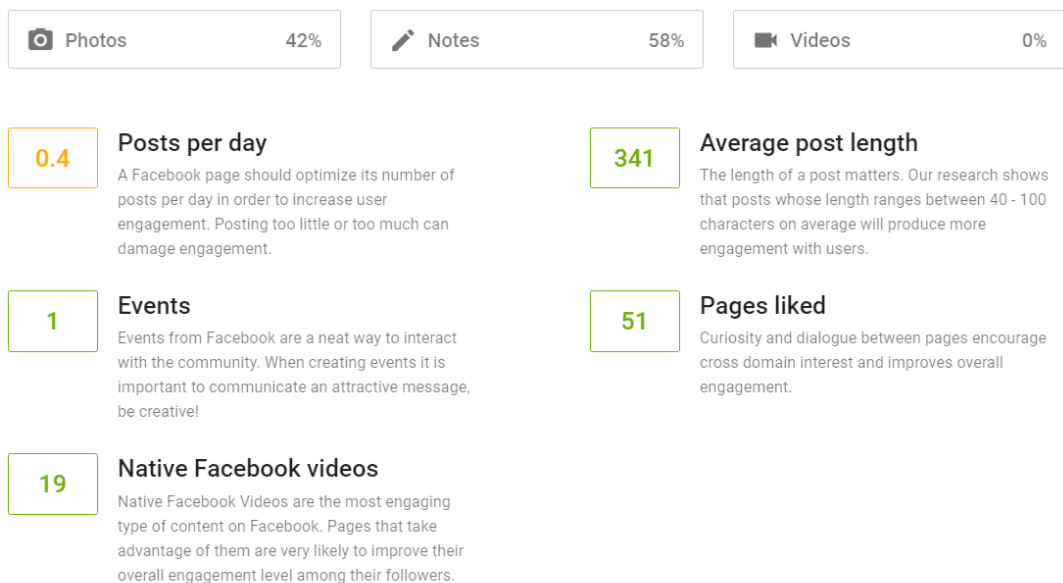 Photos 42%
Notes 58%
Videos 0%
0.4
Posts per day
A Facebook page should optimize its number of
posts per day in order to increase user
engagement. Posting too little or too much can
damage engagement.
341
Average post length
The length of a post matters. Our research shows
that posts whose length ranges between 40 - 100
characters on average will produce more
engagement with users.
1
Events
Events from Facebook are a neat way to interact
with the community. When creating events it is
important to communicate an attractive message,
be creative!
51
Pages liked
Curiosity and dialogue between pages encourage
cross domain interest and improves overall
engagement.
19
Native Facebook videos
Native Facebook Videos are the most engaging
type of content on Facebook. Pages that take
advantage of them are very likely to improve their
overall engagement level among their followers.